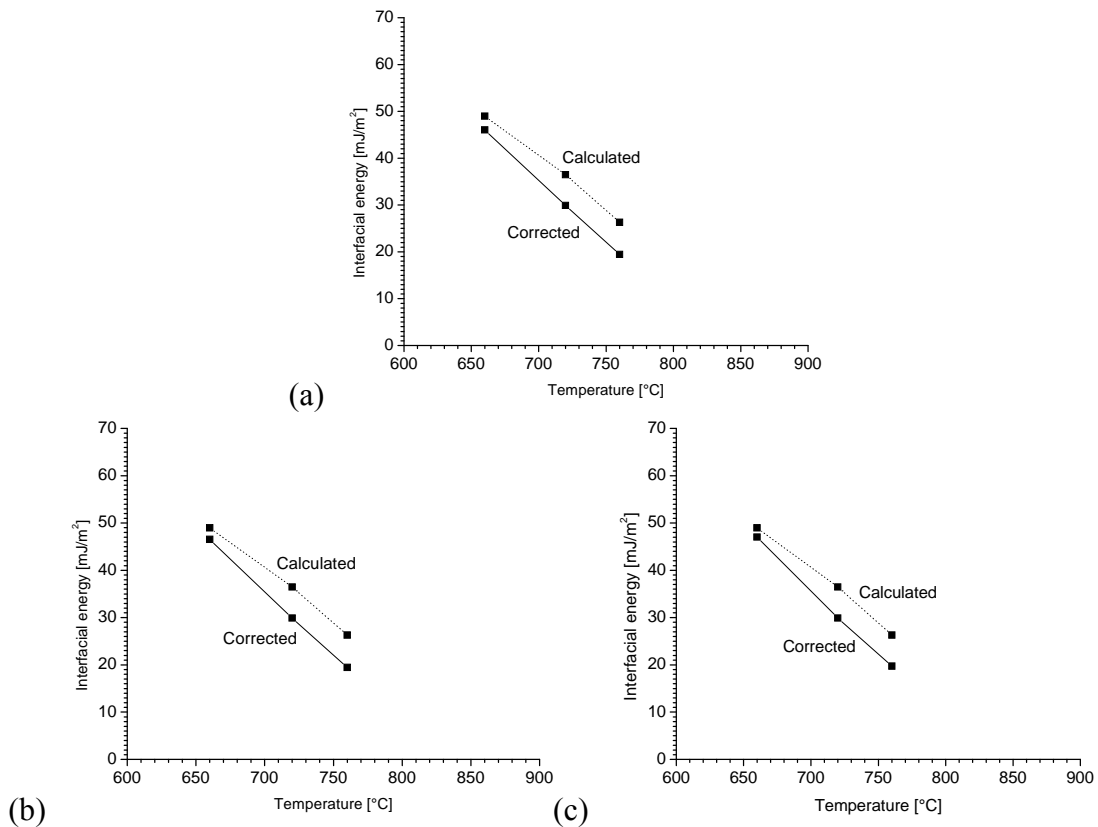 70
60
50
40
30
20
10
0
Interfacial energy [mJ/m²]
Calculated
Corrected
600 650 700 750 800 850 900
Temperature [°C]
(a)
70
60
50
40
30
20
10
0
Interfacial energy [mJ/m²]
Calculated
Corrected
600 650 700 750 800 850 900
Temperature [°C]
(b)
70
60
50
40
30
20
10
0
Interfacial energy [mJ/m²]
Calculated
Corrected
600 650 700 750 800 850 900
Temperature [°C]
(c)